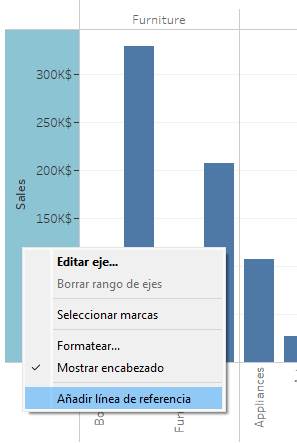 Furniture
300K$
250K$
200K$
150K$
Sales
Editar eje...
Borrar rango de ejes
Seleccionar marcas
Formatear...
Mostrar encabezado
Añadir línea de referencia
Appliances